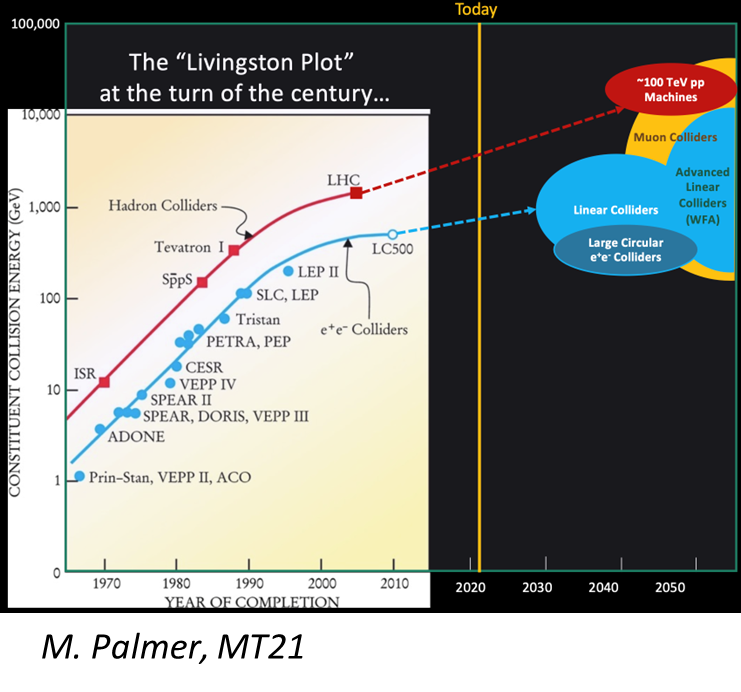 Today
100,000
The “Livingston Plot”
at the turn of the century…
~100 TeV pp
Machines
10,000
Muon Colliders
LHC
Advanced
Linear
Colliders
(WFA)
1,000
Hadron Colliders
Linear Colliders
Tevatron I
LC500
Large Circular
e+e- Colliders
LEP II
Sp̄pS
SLC, LEP
100
Tristan
e+e− Colliders
PETRA, PEP
ISR
CESR
10
VEPP IV
SPEAR II
SPEAR, DORIS, VEPP III
ADONE
1
Prin–Stan, VEPP II, ACO
0
CONSTITUENT COLLISION ENERGY (GeV)
1970 1980 1990 2000 2010 2020 2030 2040 2050
YEAR OF COMPLETION
M. Palmer, MT21